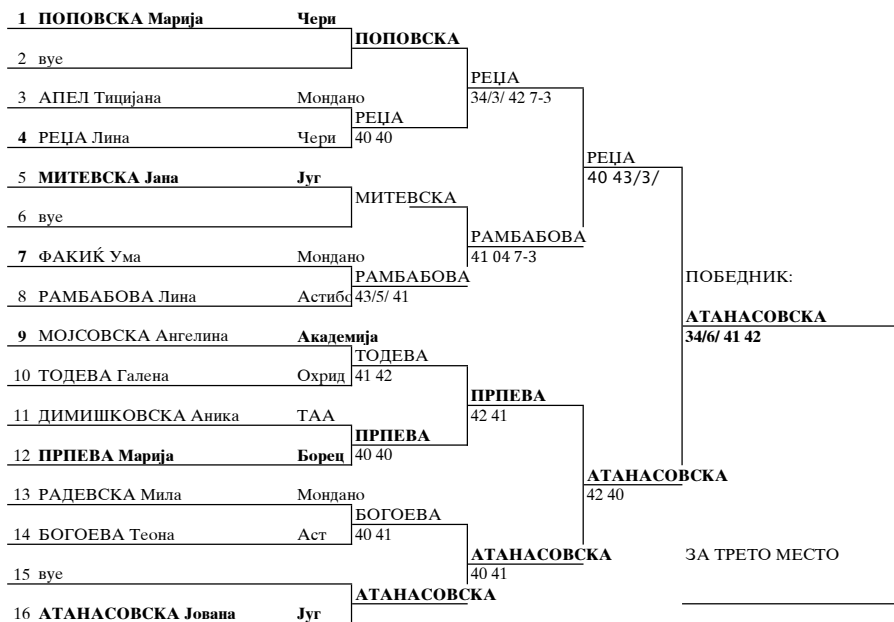 1 ПОПОВСКА Марија Чери
ПОПОВСКА
2 вуе
РЕЏА
3 АПЕЛ Тицијана Мондано
34/3/ 42 7-3
РЕЏА
4 РЕЏА Лина Чери
40 40
РЕЏА
5 МИТЕВСКА Јана Југ
40 43/3/
МИТЕВСКА
6 вуе
РАМБАБОВА
7 ФАКИЌ Ума Мондано
41 04 7-3
РАМБАБОВА
ПОБЕДНИК:
8 РАМБАБОВА Лина Астибо
43/5/ 41
АТАНАСОВСКА
9 МОЈСОВСКА Ангелина Академија
34/6/ 41 42
ТОДЕВА
10 ТОДЕВА Галена Охрид
41 42
ПРПЕВА
11 ДИМИШКОВСКА Аника ТАА
42 41
ПРПЕВА
12 ПРПЕВА Марија Борец
40 40
АТАНАСОВСКА
13 РАДЕВСКА Мила Мондано
42 40
БОГОЕВА
14 БОГОЕВА Теона Аст
40 41
АТАНАСОВСКА
ЗА ТРЕТО МЕСТО
15 вуе
40 41
АТАНАСОВСКА
16 АТАНАСОВСКА Јована Југ